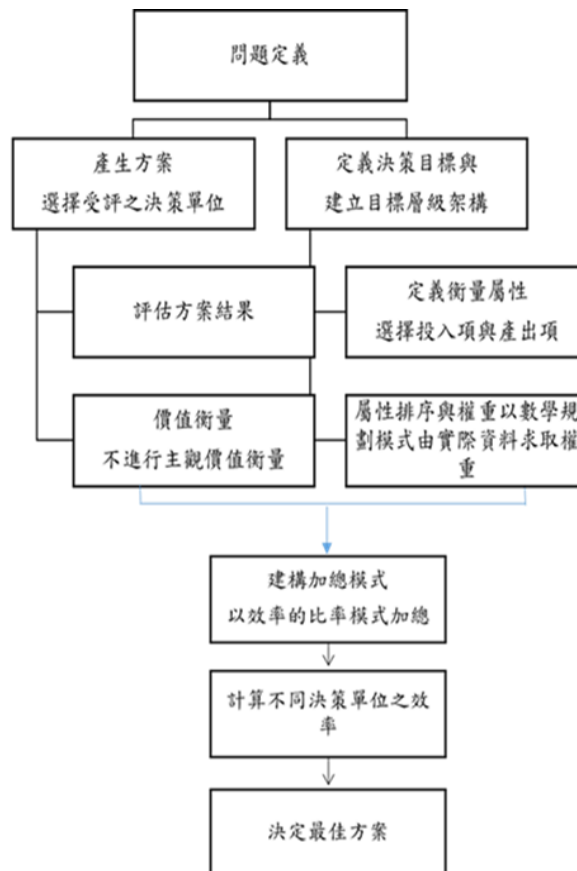 問題定義
產生方案
選擇受評之決策單位
定義決策目標與
建立目標層級架構
評估方案結果
定義衡量屬性
選擇投入項與產出項
價值衡量
不進行主觀價值衡量
屬性排序與權重以數學規
劃模式由實際資料求取權
重
建構加總模式
以效率的比率模式加總
計算不同決策單位之效
率
決定最佳方案